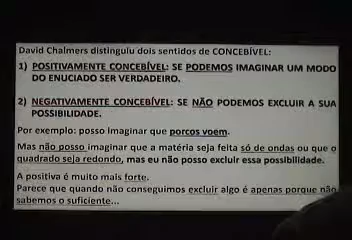 David Chalmers distinguiu dois sentidos de CONCEBÍVEL:
1) POSITIVAMENTE CONCEBÍVEL: SE PODEMOS IMAGINAR UM MODO
DO ENUCIADO SER VERDADEIRO.
2) NEGATIVAMENTE CONCEBÍVEL: SE NÃO PODEMOS EXCLUIR A SUA
POSSIBILIDADE.
Por exemplo: posso imaginar que porcos voem.
Mas não posso imaginar que a matéria seja feita só de ondas ou que o
quadrado seja redondo, mas eu não posso excluir essa possibilidade.
A positiva é muito mais forte.
Parece que quando não conseguimos excluir algo é apenas porque não
sabemos o suficiente...